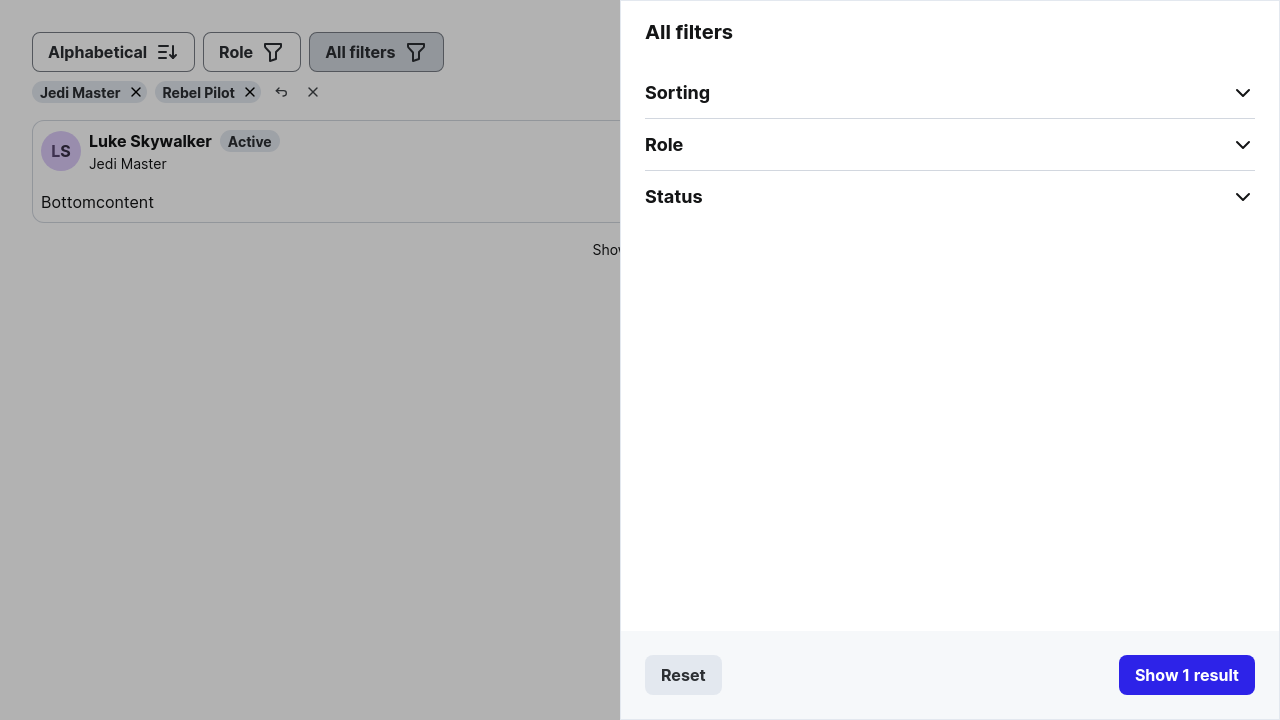 Alphabetical
Role
All filters
Jedi Master
Rebel Pilot
LS
Luke Skywalker
Active
Jedi Master
Bottomcontent
All filters
Sorting
Role
Status
Reset
Show 1 result